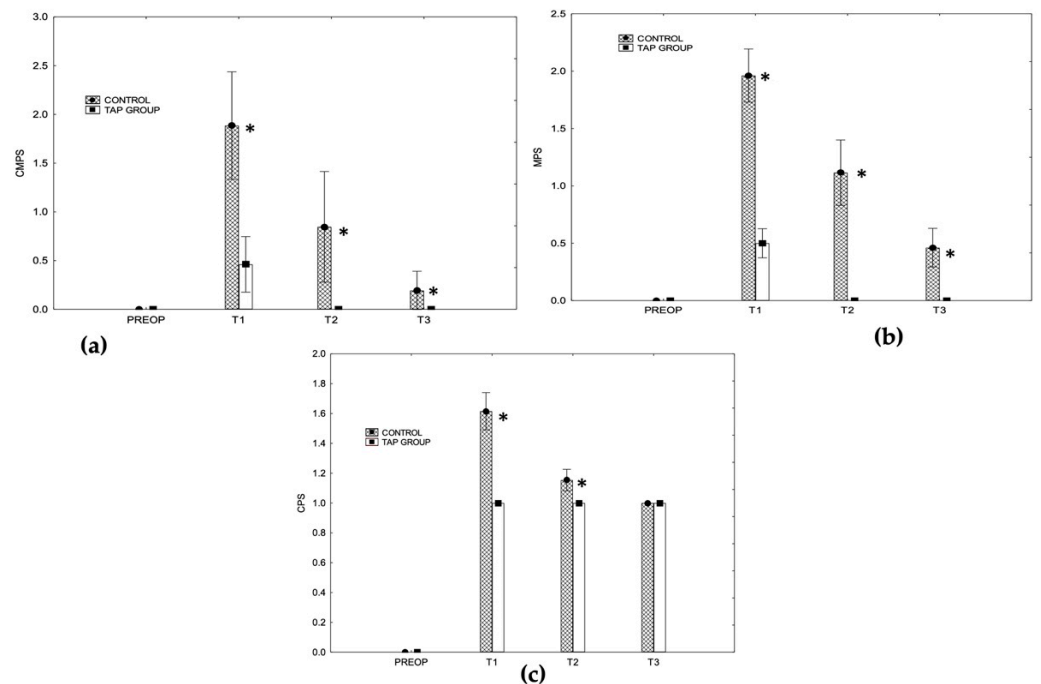 3.0
2.5
2.0
1.5
1.0
0.5
0.0
CMPS
CONTROL
TAP GROUP
*
*
*
PREOP T1 T2 T3
(a)
2.5
2.0
1.5
1.0
0.5
0.0
MPS
CONTROL
TAP GROUP
*
*
*
PREOP T1 T2 T3
(b)
2.0
1.8
1.6
1.4
1.2
1.0
0.8
0.6
0.4
0.2
0.0
CPS
CONTROL
TAP GROUP
*
*
PREOP T1 T2 T3
(c)